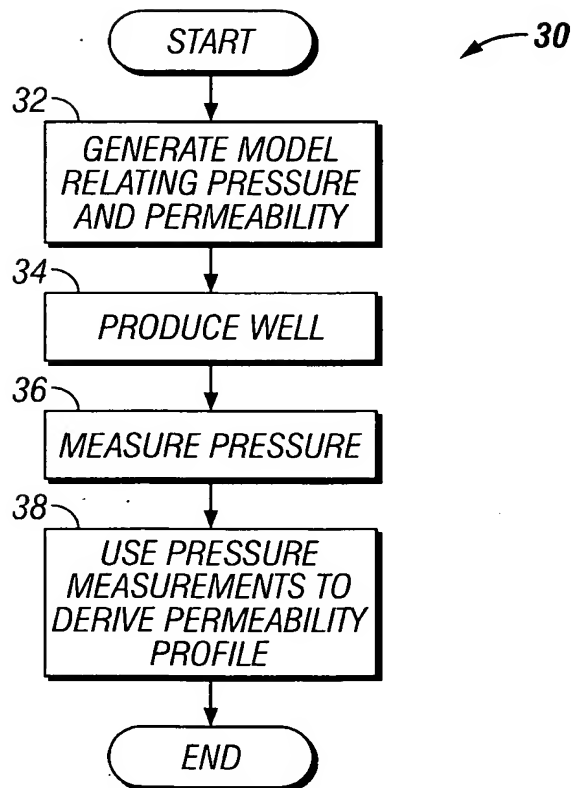 START
30
32
GENERATE MODEL
RELATING PRESSURE
AND PERMEABILITY
34
PRODUCE WELL
36
MEASURE PRESSURE
38
USE PRESSURE
MEASUREMENTS TO
DERIVE PERMEABILITY
PROFILE
END